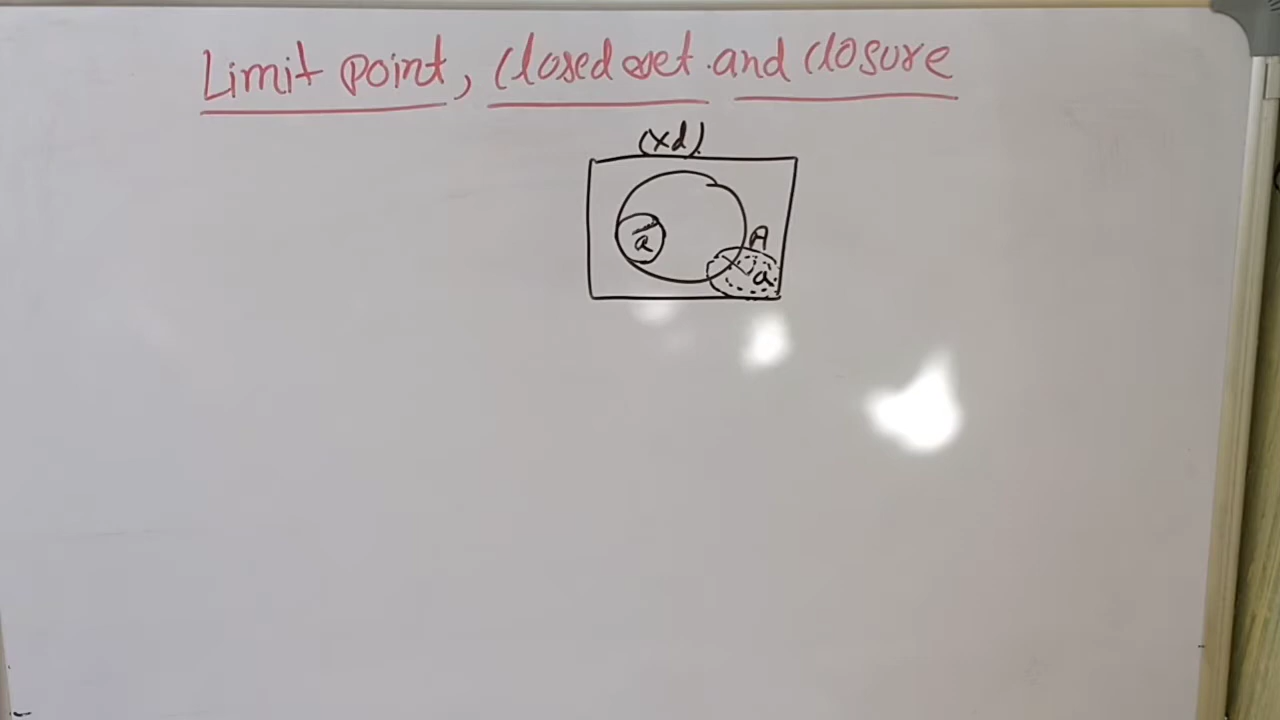 Limit point, closed set and closure
(x d).
a
A
a